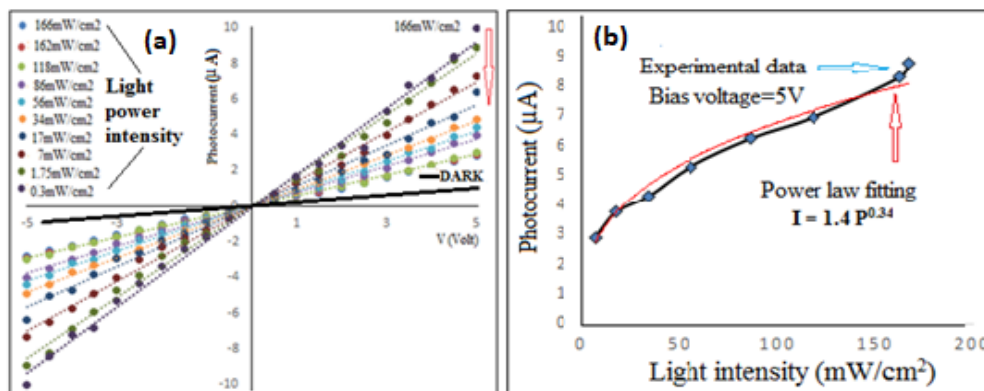 (a)
166mW/cm2
162mW/cm2
118mW/cm2
86mW/cm2
56mW/cm2
34mW/cm2
17mW/cm2
7mW/cm2
1.75mW/cm2
0.3mW/cm2
Light
power
intensity
Photocurrent (µ A)
166mW/cm2
10
8
6
4
2
0
-2
-4
-6
-8
-10
-5
-3
-1
1
3
5
DARK
V (Volt)
(b)
Photocurrent (µA)
9
8
7
6
5
4
3
2
1
0
Experimental data
Bias voltage=5V
Power law fitting
I = 1.4 P^0.34
0
50
100
150
200
Light intensity (mW/cm²)